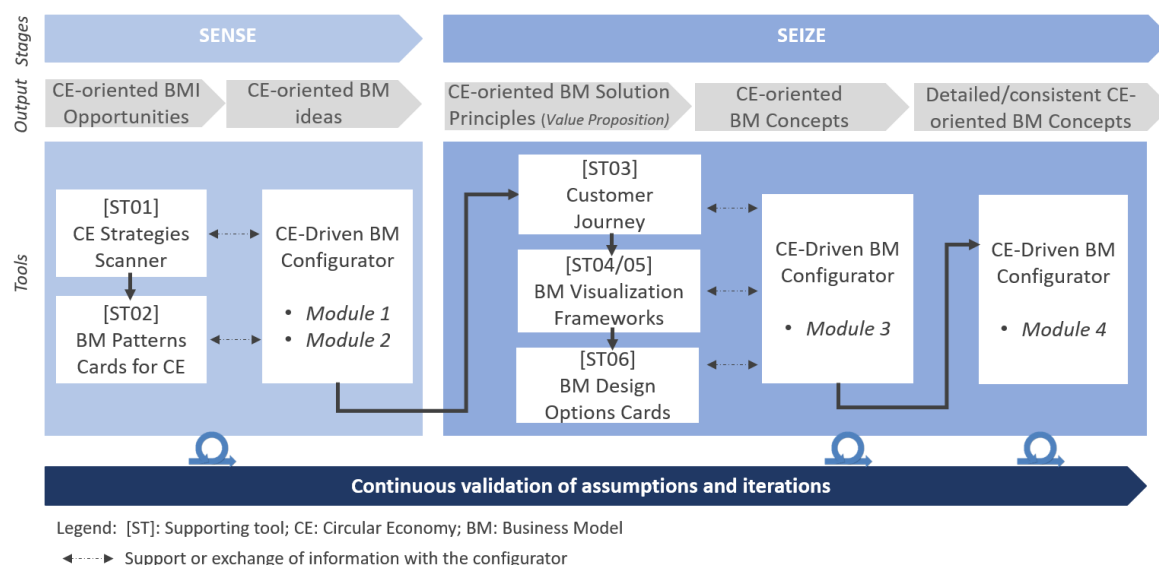 Stages
SENSE
SEIZE
Output
CE-oriented BMI
Opportunities
CE-oriented BM
ideas
CE-oriented BM Solution
Principles (Value Proposition)
CE-oriented
BM Concepts
Detailed/consistent CE-
oriented BM Concepts
Tools
[ST01]
CE Strategies
Scanner
[ST02]
BM Patterns
Cards for CE
CE-Driven BM
Configurator
• Module 1
• Module 2
[ST03]
Customer
Journey
[ST04/05]
BM Visualization
Frameworks
[ST06]
BM Design
Options Cards
CE-Driven BM
Configurator
• Module 3
CE-Driven BM
Configurator
• Module 4
Continuous validation of assumptions and iterations
Legend: [ST]: Supporting tool; CE: Circular Economy; BM: Business Model
Support or exchange of information with the configurator